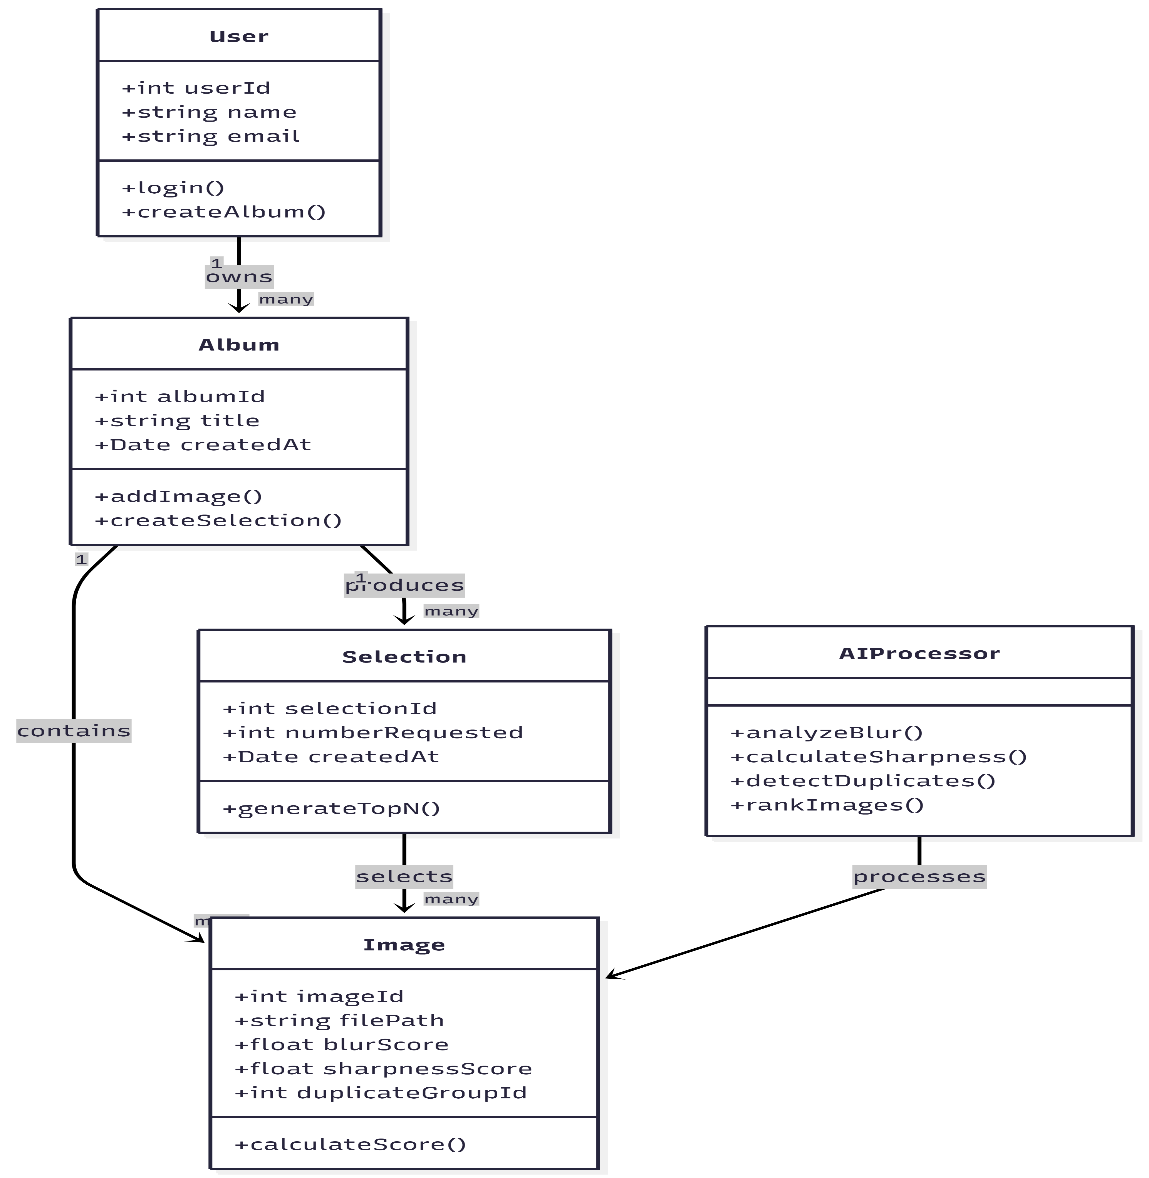 User
+int userId
+string name
+string email
+login()
+createAlbum()
1
owns
many
Album
+int albumId
+string title
+Date createdAt
+addImage()
+createSelection()
1
1
produces
many
contains
Selection
+int selectionId
+int numberRequested
+Date createdAt
+generateTopN()
AIProcessor
+analyzeBlur()
+calculateSharpness()
+detectDuplicates()
+rankImages()
selects
many
processes
Image
+int imageId
+string filePath
+float blurScore
+float sharpnessScore
+int duplicateGroupId
+calculateScore()